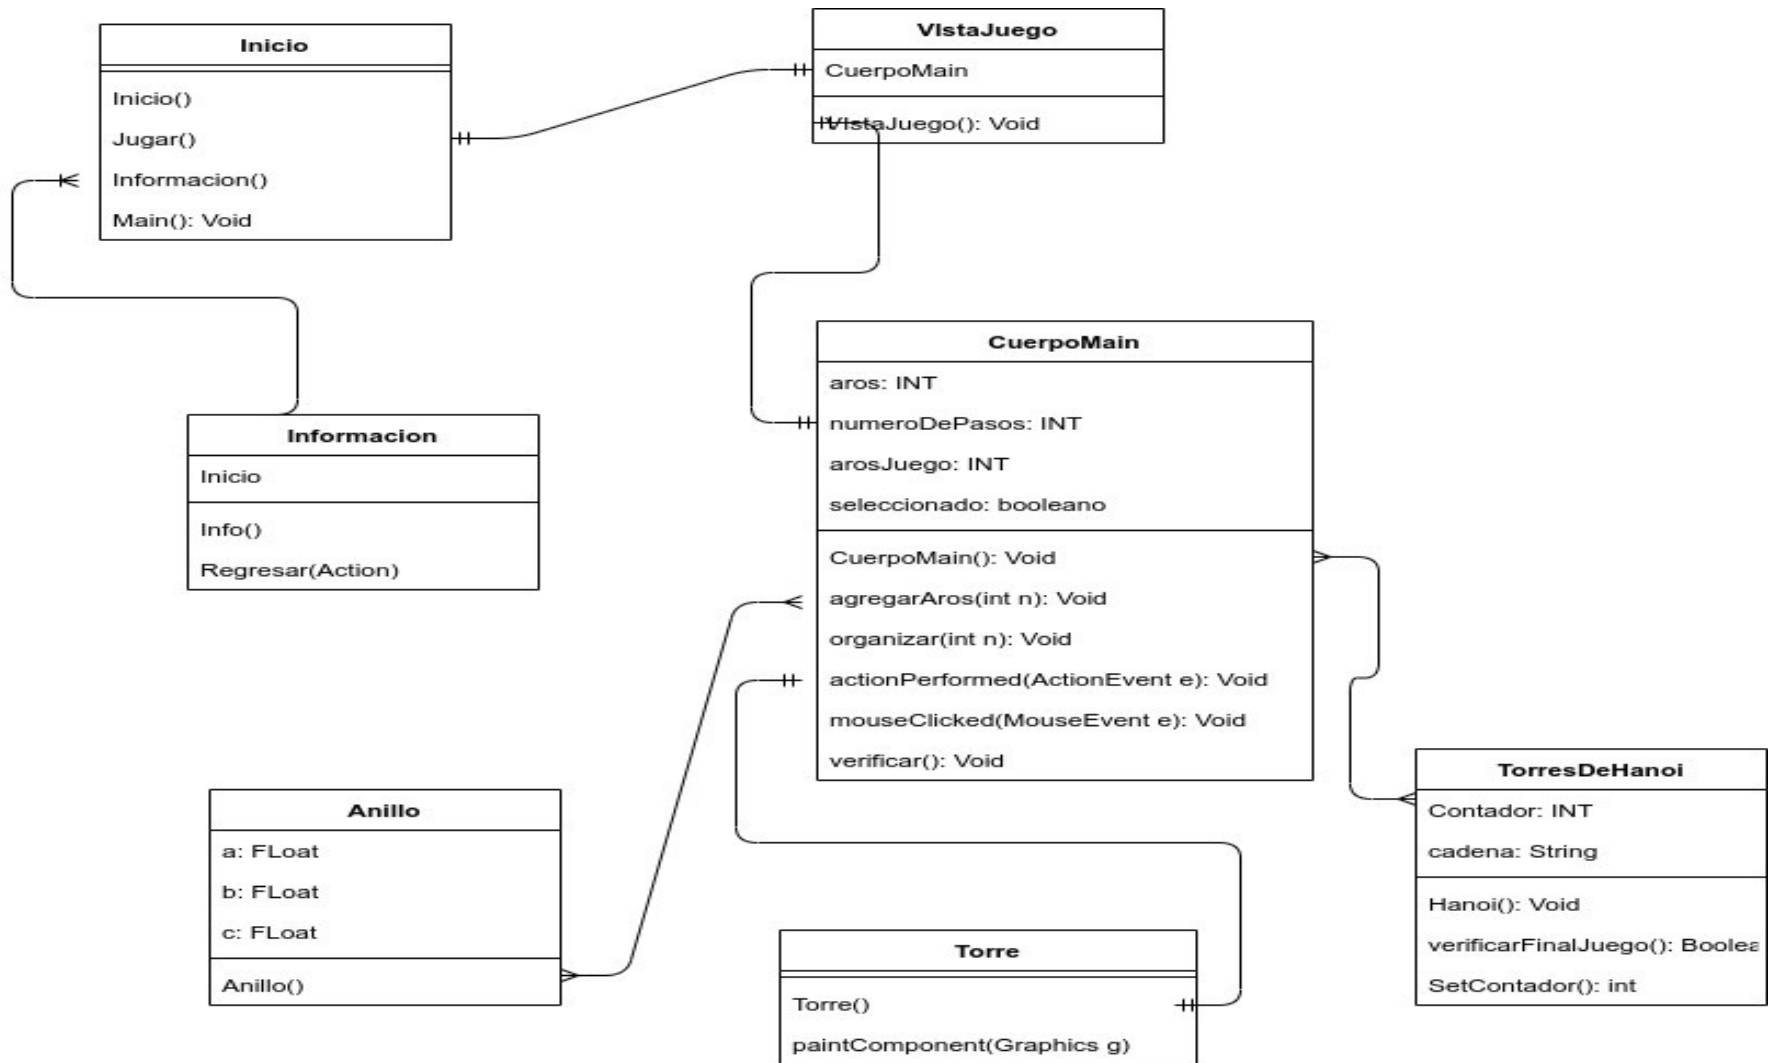 Inicio
Inicio()
Jugar()
Informacion()
Main(): Void
VIstaJuego
CuerpoMain
VIstaJuego(): Void
Informacion
Inicio
Info()
Regresar(Action)
CuerpoMain
aros: INT
numeroDePasos: INT
arosJuego: INT
seleccionado: booleano
CuerpoMain(): Void
agregarAros(int n): Void
organizar(int n): Void
actionPerformed(ActionEvent e): Void
mouseClicked(MouseEvent e): Void
verificar(): Void
Anillo
a: FLoat
b: FLoat
c: FLoat
Anillo()
Torre
Torre()
paintComponent(Graphics g)
TorresDeHanoi
Contador: INT
cadena: String
Hanoi(): Void
verificarFinalJuego(): Boolea
SetContador(): int